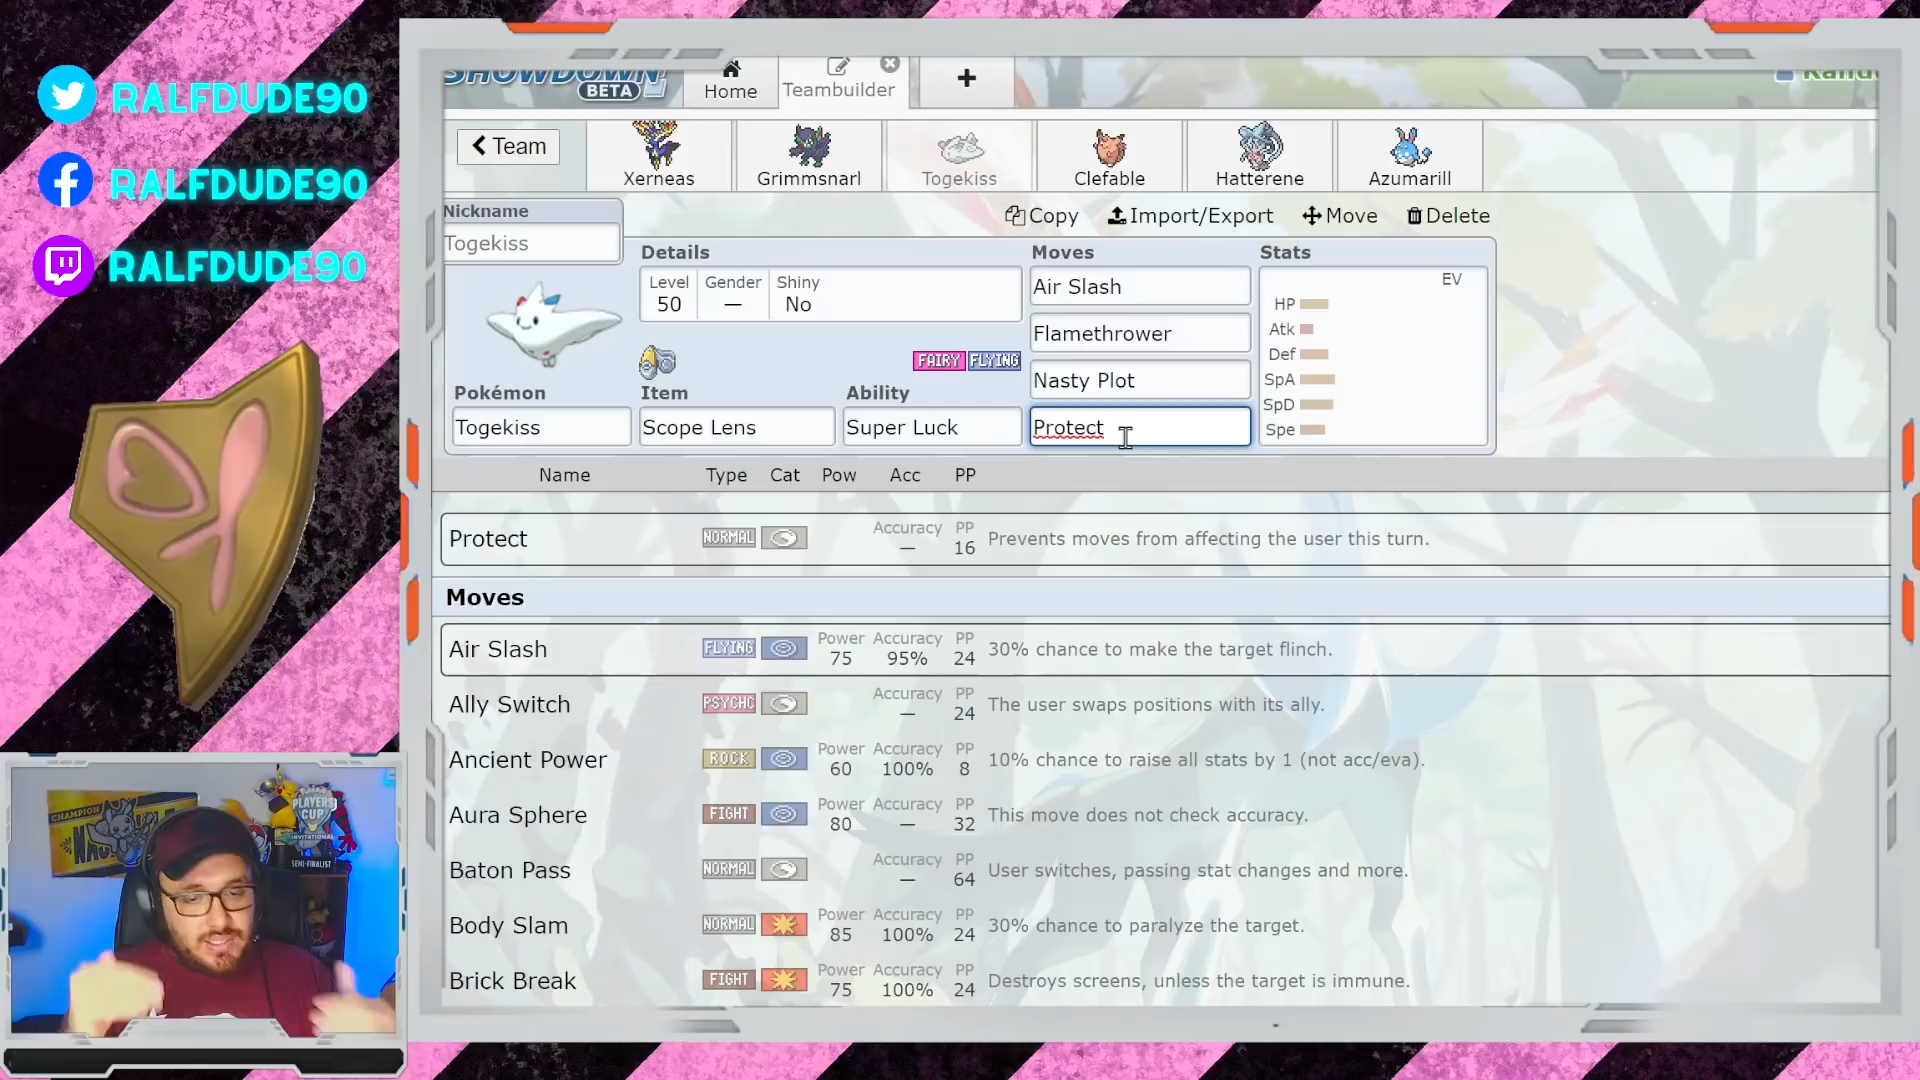 RALFDUDE90
RALFDUDE90
RALFDUDE90
SHOWDOWN
BETA
Home
Teambuilder
+
Team
Xerneas
Grimmsnarl
Togekiss
Clefable
Hatterene
Azumarill
Copy
Import/Export
Move
Delete
Nickname
Togekiss
Details
Level
50
Gender
—
Shiny
No
FAIRY FLYING
Pokémon
Togekiss
Item
Scope Lens
Ability
Super Luck
Moves
Air Slash
Flamethrower
Nasty Plot
Protect
Stats
EV
HP
Atk
Def
SpA
SpD
Spe
Name Type Cat Pow Acc PP
Protect NORMAL Accuracy — PP 16 Prevents moves from affecting the user this turn.
Moves
Air Slash FLYING Power 75 Accuracy 95% PP 24 30% chance to make the target flinch.
Ally Switch PSYCHC Accuracy — PP 24 The user swaps positions with its ally.
Ancient Power ROCK Power 60 Accuracy 100% PP 8 10% chance to raise all stats by 1 (not acc/eva).
Aura Sphere FIGHT Power 80 Accuracy — PP 32 This move does not check accuracy.
Baton Pass NORMAL Accuracy — PP 64 User switches, passing stat changes and more.
Body Slam NORMAL Power 85 Accuracy 100% PP 24 30% chance to paralyze the target.
Brick Break FIGHT Power 75 Accuracy 100% PP 24 Destroys screens, unless the target is immune.
CHAMPION
PLAYERS
CUP
INVITATIONAL
SEMI-FINALIST